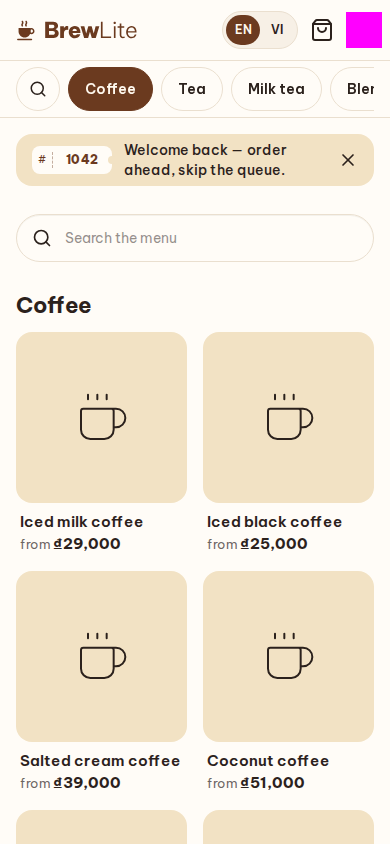 BrewLite
EN
VI
Coffee
Tea
Milk tea
Blen
# 1042
Welcome back — order
ahead, skip the queue.
Search the menu
Coffee
Iced milk coffee
from ₫29,000
Iced black coffee
from ₫25,000
Salted cream coffee
from ₫39,000
Coconut coffee
from ₫51,000